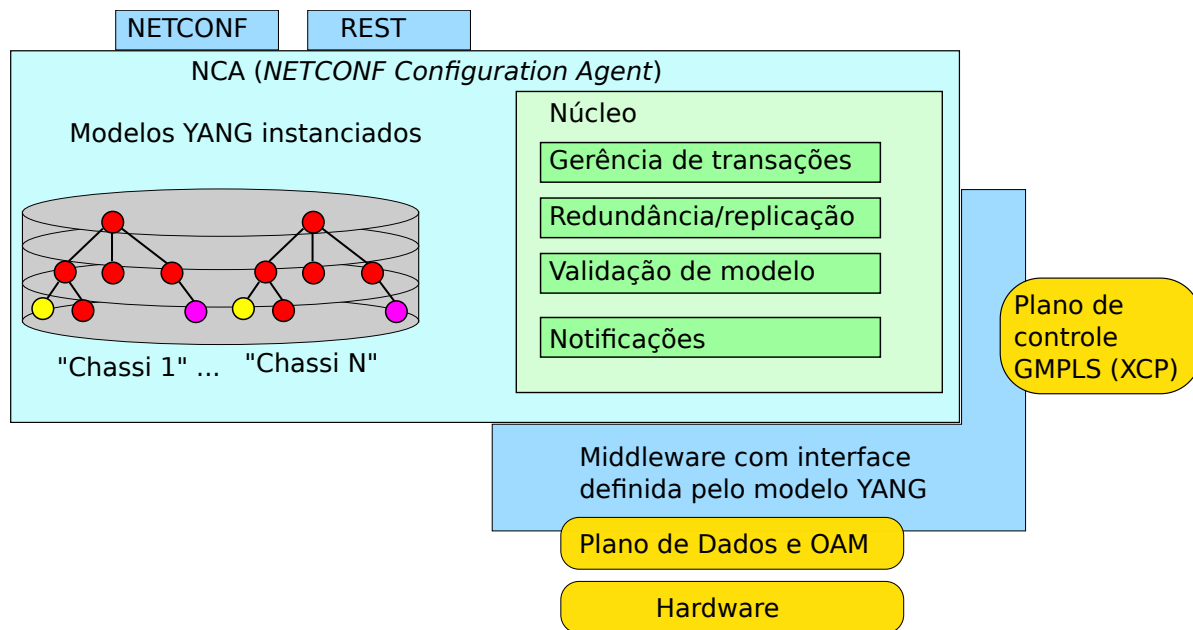 NETCONF
REST
NCA (NETCONF Configuration Agent)
Modelos YANG instanciados
"Chassi 1" ...
"Chassi N"
Núcleo
Gerência de transações
Redundância/replicação
Validação de modelo
Notificações
Plano de
controle
GMPLS (XCP)
Middleware com interface
definida pelo modelo YANG
Plano de Dados e OAM
Hardware